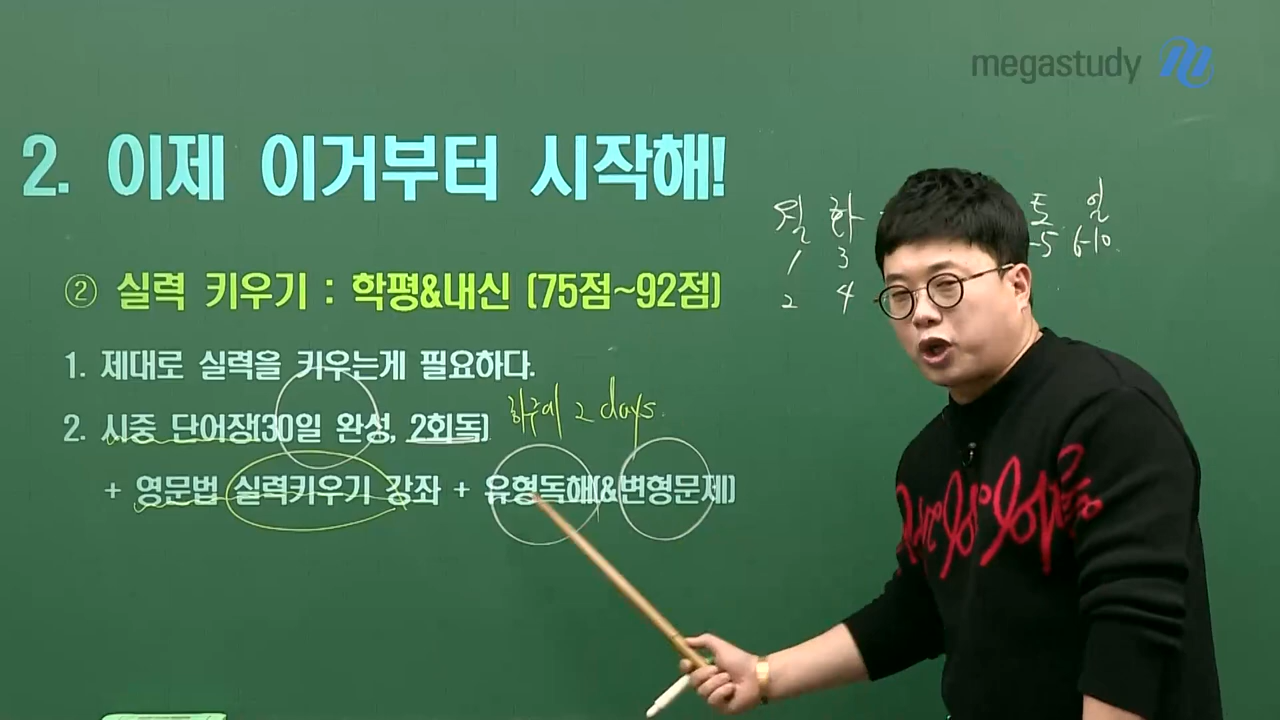 megastudy
2. 이제 이거부터 시작해!
월 화 토 일
1 3 -5 6-10.
2 4
② 실력 키우기 : 학평&내신 (75점~92점)
1. 제대로 실력을 키우는게 필요하다.
하루에 2 days.
2. 시중 단어장(30일 완성, 2회독)
+ 영문법 실력키우기 강좌 + 유형독해(&변형문제)